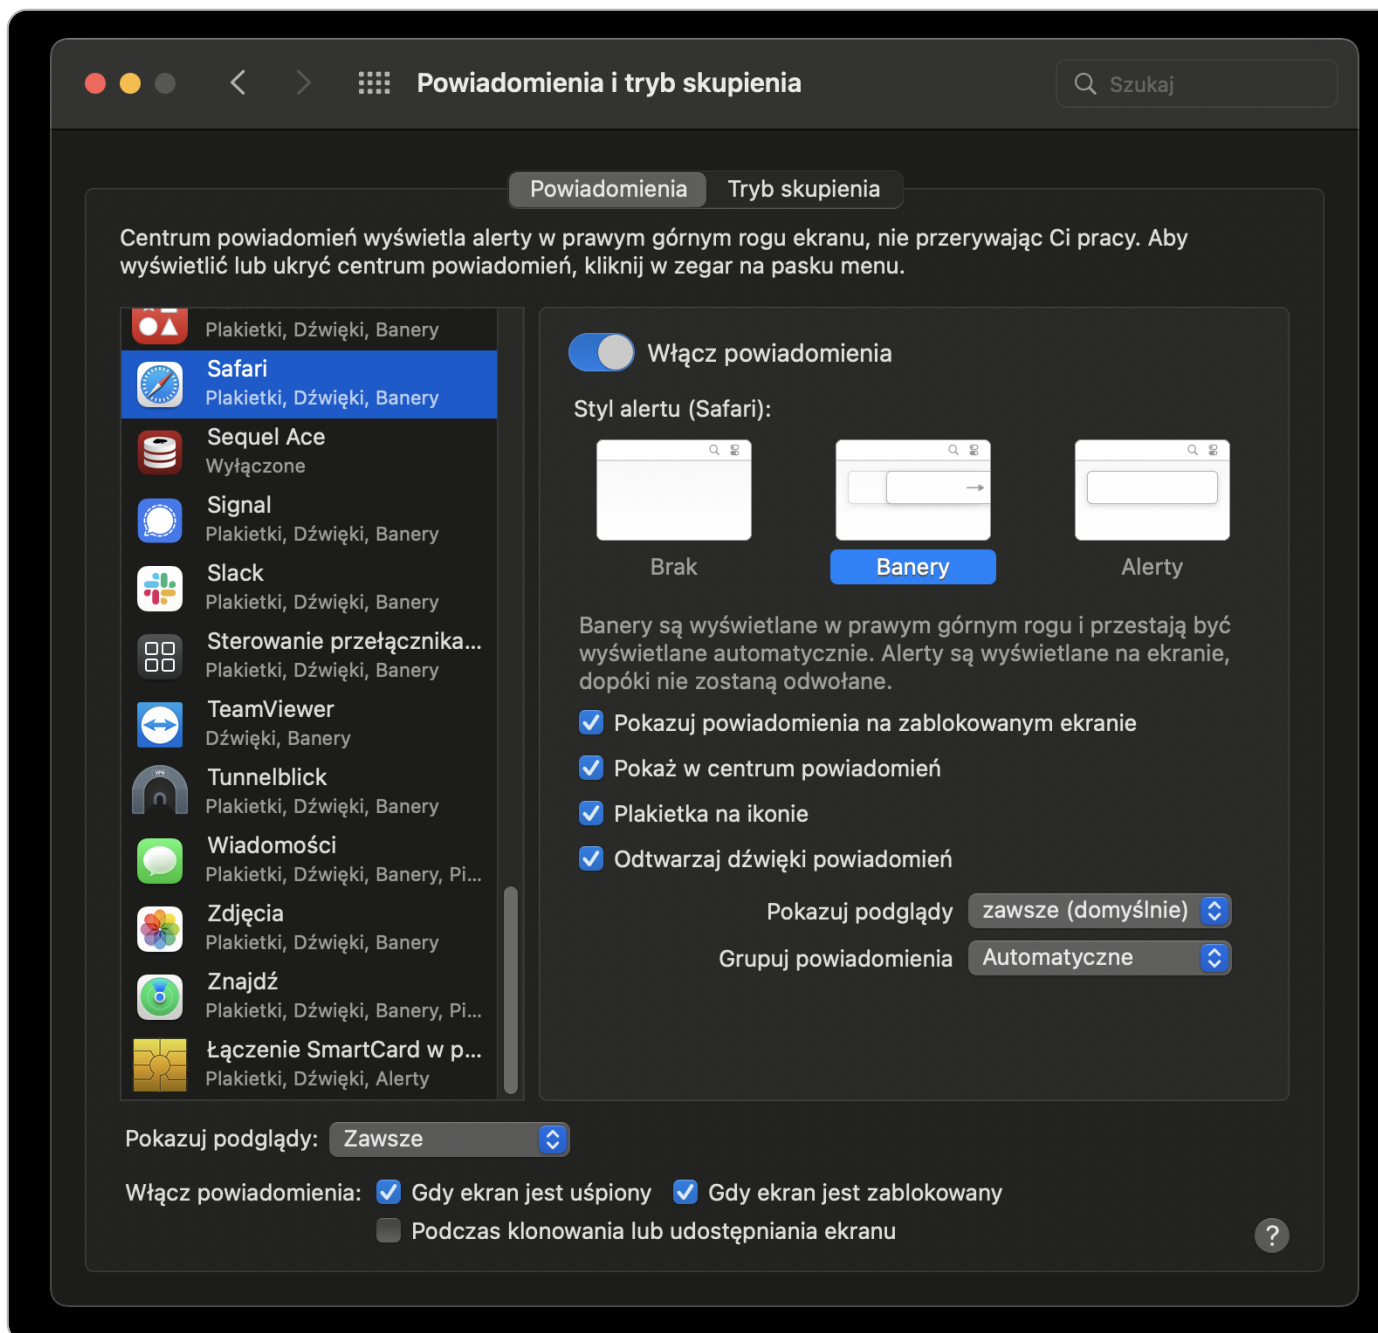 Powiadomienia i tryb skupienia
Szukaj
Powiadomienia
Tryb skupienia
Centrum powiadomień wyświetla alerty w prawym górnym rogu ekranu, nie przerywając Ci pracy. Aby
wyświetlić lub ukryć centrum powiadomień, kliknij w zegar na pasku menu.
Plakietki, Dźwięki, Banery
Safari
Plakietki, Dźwięki, Banery
Sequel Ace
Wyłączone
Signal
Plakietki, Dźwięki, Banery
Slack
Plakietki, Dźwięki, Banery
Sterowanie przełącznika...
Plakietki, Dźwięki, Banery
TeamViewer
Dźwięki, Banery
Tunnelblick
Plakietki, Dźwięki, Banery
Wiadomości
Plakietki, Dźwięki, Banery, Pi...
Zdjęcia
Plakietki, Dźwięki, Banery
Znajdź
Plakietki, Dźwięki, Banery, Pi...
Łączenie SmartCard w p...
Plakietki, Dźwięki, Alerty
Włącz powiadomienia
Styl alertu (Safari):
Brak
Banery
Alerty
Banery są wyświetlane w prawym górnym rogu i przestają być
wyświetlane automatycznie. Alerty są wyświetlane na ekranie,
dopóki nie zostaną odwołane.
Pokazuj powiadomienia na zablokowanym ekranie
Pokaż w centrum powiadomień
Plakietka na ikonie
Odtwarzaj dźwięki powiadomień
Pokazuj podglądy zawsze (domyślnie)
Grupuj powiadomienia Automatyczne
Pokazuj podglądy: Zawsze
Włącz powiadomienia: Gdy ekran jest uśpiony Gdy ekran jest zablokowany
Podczas klonowania lub udostępniania ekranu
?